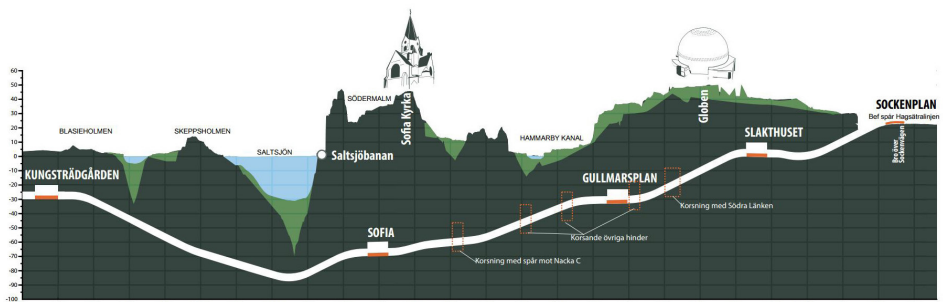 60
50
40
30
20
10
0
-10
-20
-30
-40
-50
-60
-70
-80
-90
-100
BLASIEHOLMEN
SKEPPSHOLMEN
SALTSJÖN
Saltsjöbanan
SÖDERMALM
Sofia Kyrka
HAMMARBY KANAL
Globen
SOCKENPLAN
Bef spår Hagsätralinjen
Bro över
Sockenvägen
SLAKTHUSET
KUNGSTRÄDGÅRDEN
GULLMARSPLAN
Korsning med Södra Länken
SOFIA
Korsande övriga hinder
Korsning med spår mot Nacka C